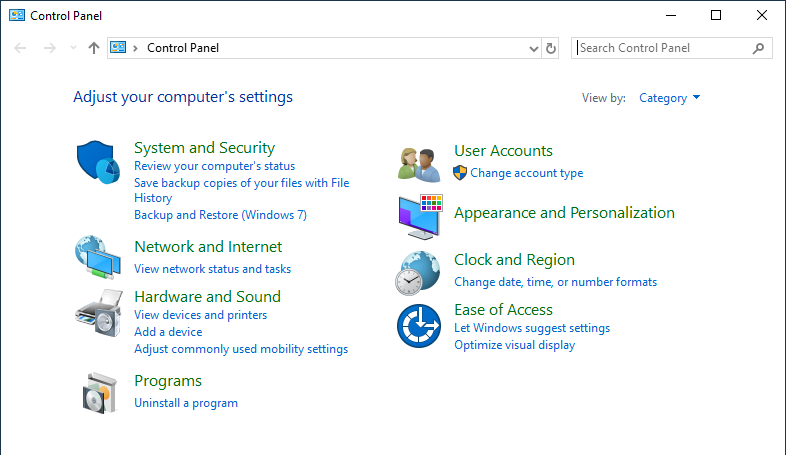 Control Panel
Control Panel
Search Control Panel
Adjust your computer's settings
View by:
Category
System and Security
Review your computer's status
Save backup copies of your files with File
History
Backup and Restore (Windows 7)
Network and Internet
View network status and tasks
Hardware and Sound
View devices and printers
Add a device
Adjust commonly used mobility settings
Programs
Uninstall a program
User Accounts
Change account type
Appearance and Personalization
Clock and Region
Change date, time, or number formats
Ease of Access
Let Windows suggest settings
Optimize visual display